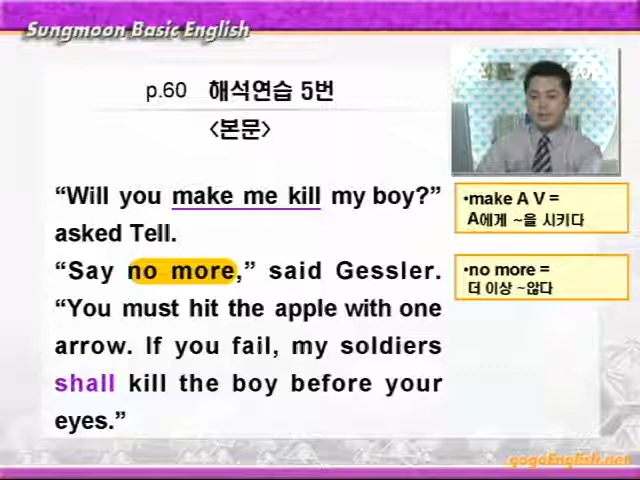 Sungmoon Basic English
p.60 해석연습 5번
<본문>
“Will you make me kill my boy?”
asked Tell.
“Say no more,” said Gessler.
“You must hit the apple with one
arrow. If you fail, my soldiers
shall kill the boy before your
eyes.”
•make A V =
A에게 ~을 시키다
•no more =
더 이상 ~않다
gogoEnglish.net